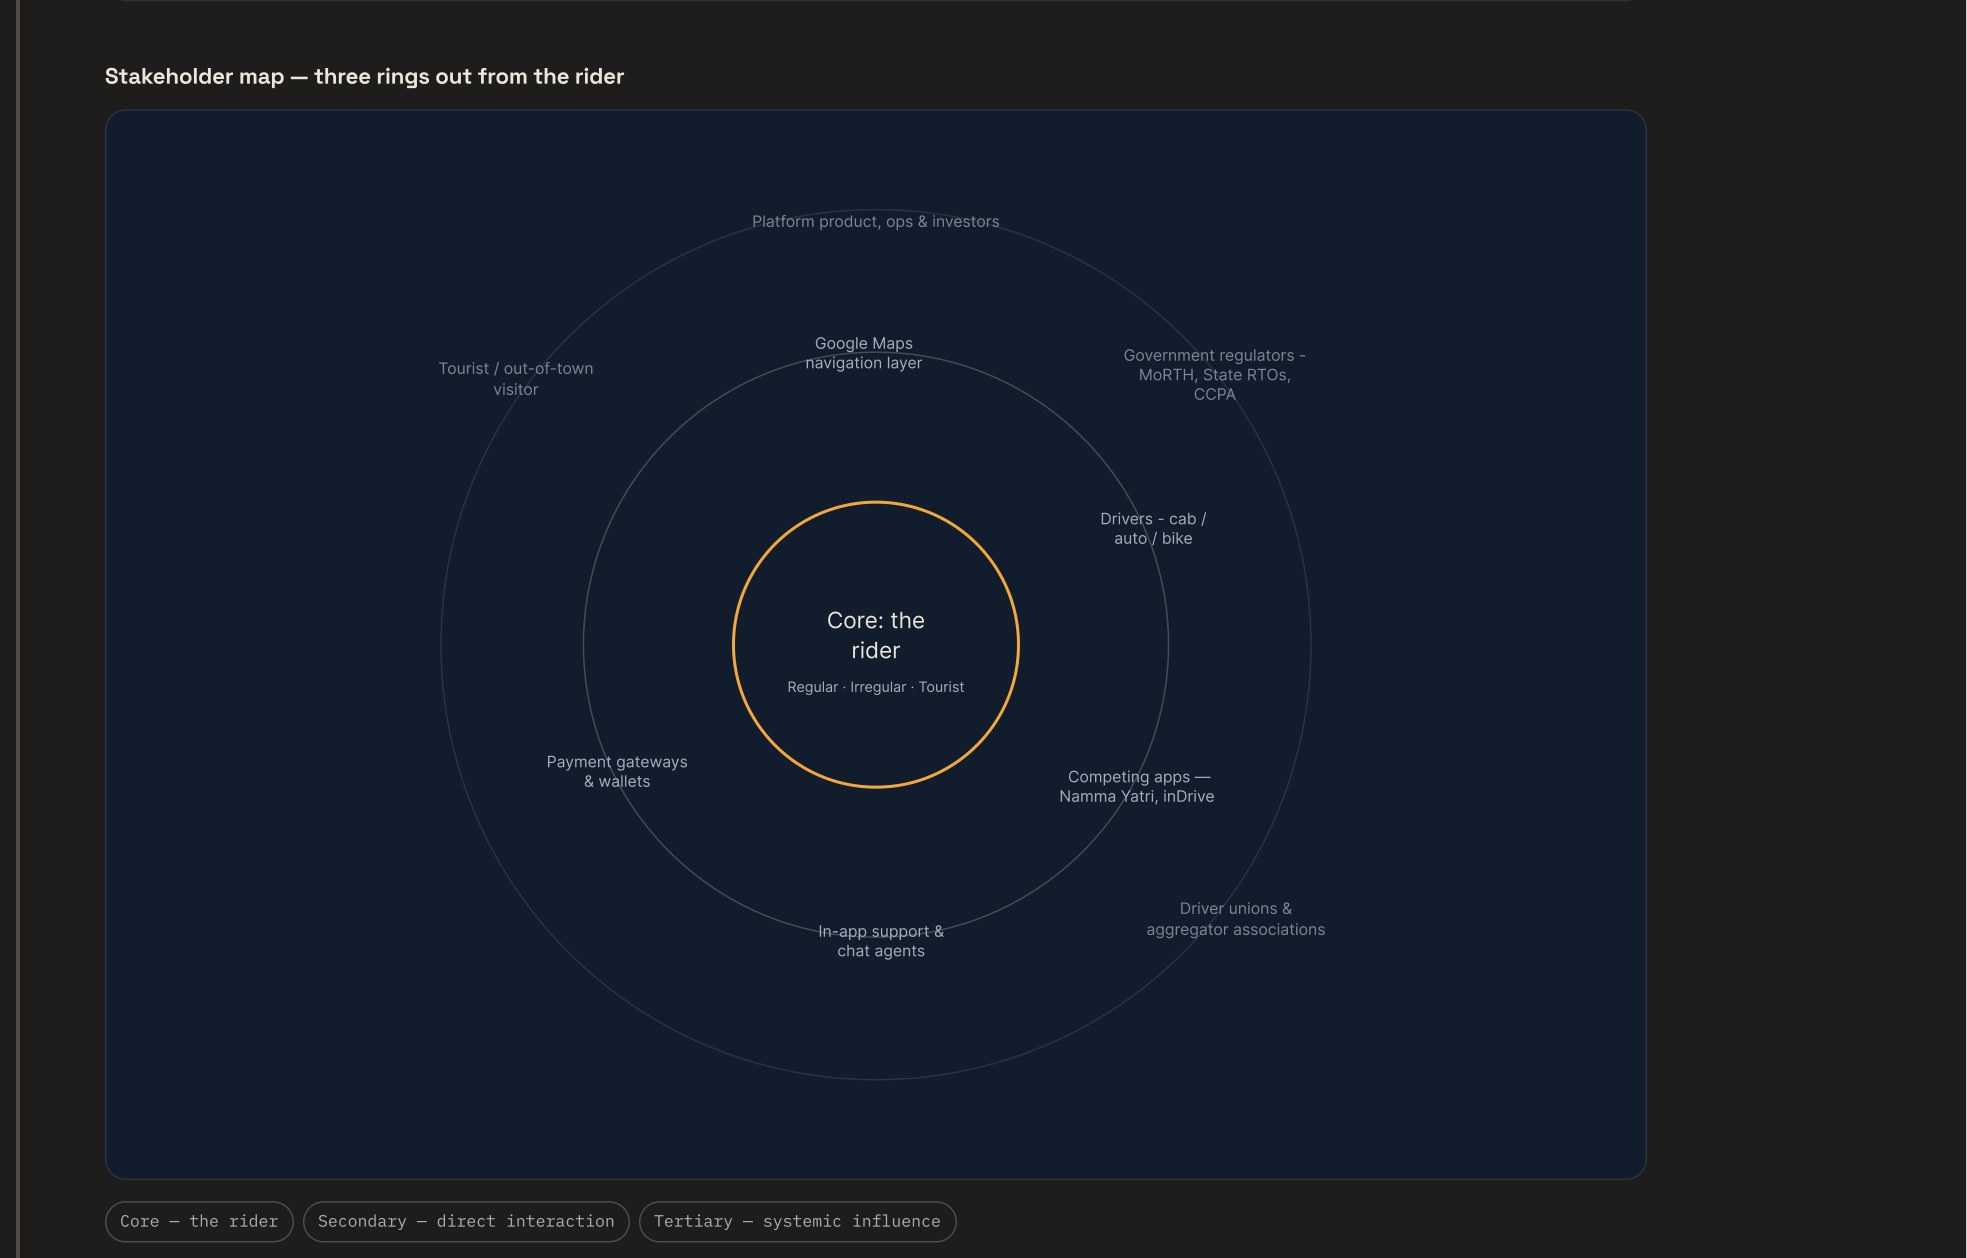 Stakeholder map — three rings out from the rider
Platform product, ops & investors
Google Maps
navigation layer
Tourist / out-of-town
visitor
Government regulators -
MoRTH, State RTOs,
CCPA
Drivers - cab /
auto / bike
Core: the
rider
Regular · Irregular · Tourist
Payment gateways
& wallets
Competing apps —
Namma Yatri, inDrive
In-app support &
chat agents
Driver unions &
aggregator associations
Core — the rider
Secondary — direct interaction
Tertiary — systemic influence